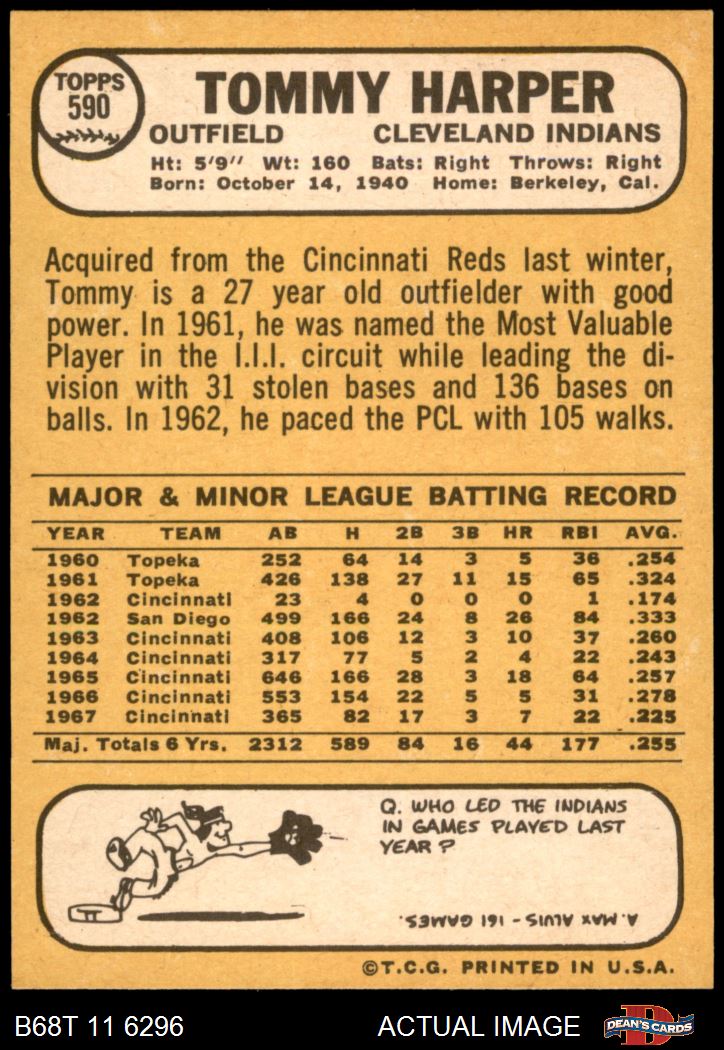 TOPPS
590
TOMMY HARPER
OUTFIELD CLEVELAND INDIANS
Ht: 5'9" Wt: 160 Bats: Right Throws: Right
Born: October 14, 1940 Home: Berkeley, Cal.
Acquired from the Cincinnati Reds last winter,
Tommy is a 27 year old outfielder with good
power. In 1961, he was named the Most Valuable
Player in the I.I.I. circuit while leading the di-
vision with 31 stolen bases and 136 bases on
balls. In 1962, he paced the PCL with 105 walks.
MAJOR & MINOR LEAGUE BATTING RECORD
YEAR TEAM AB H 2B 3B HR RBI AVG.
1960 Topeka 252 64 14 3 5 36 .254
1961 Topeka 426 138 27 11 15 65 .324
1962 Cincinnati 23 4 0 0 0 1 .174
1962 San Diego 499 166 24 8 26 84 .333
1963 Cincinnati 408 106 12 3 10 37 .260
1964 Cincinnati 317 77 5 2 4 22 .243
1965 Cincinnati 646 166 28 3 18 64 .257
1966 Cincinnati 553 154 22 5 5 31 .278
1967 Cincinnati 365 82 17 3 7 22 .225
Maj. Totals 6 Yrs. 2312 589 84 16 44 177 .255
Q. WHO LED THE INDIANS
IN GAMES PLAYED LAST
YEAR?
A. MAX ALVIS - 161 GAMES.
©T.C.G. PRINTED IN U.S.A.
B68T 11 6296 ACTUAL IMAGE DEAN'S CARDS